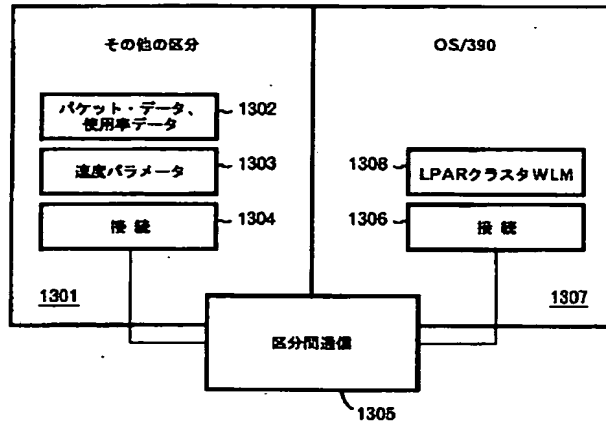 その他の区分
OS/390
パケット・データ、
使用率データ
1302
速度パラメータ
1303
接続
1304
1301
1308
LPARクラスタWLM
1306
接続
1307
区分間通信
1305